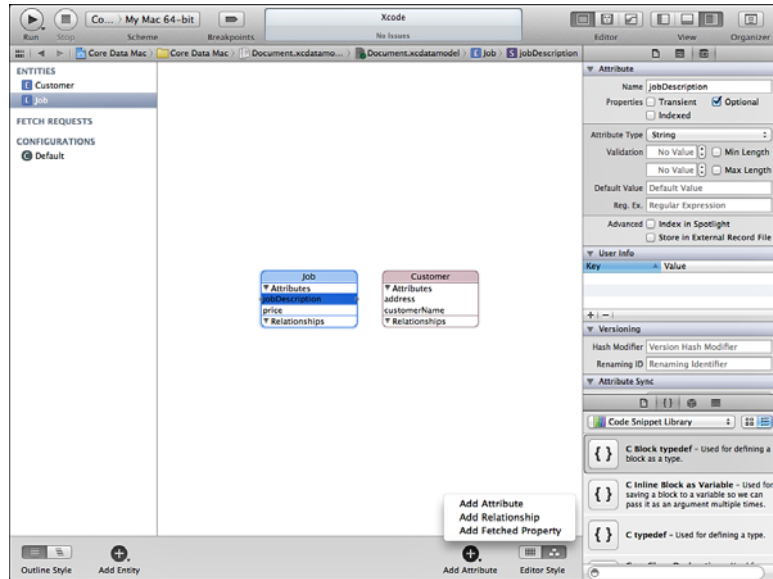 Xcode
No Issues
Co... › My Mac 64-bit
Run
Stop
Scheme
Breakpoints
Editor
View
Organizer
Core Data Mac
Core Data Mac
Document.xcdatamo...
Document.xcdatamodel
E Job
S jobDescription
ENTITIES
E Customer
E Job
FETCH REQUESTS
CONFIGURATIONS
C Default
Job
Attributes
jobDescription
price
Relationships
Customer
Attributes
address
customerName
Relationships
Attribute
Name jobDescription
Properties Transient Optional
Indexed
Attribute Type String
Validation No Value Min Length
No Value Max Length
Default Value Default Value
Reg. Ex. Regular Expression
Advanced Index in Spotlight
Store in External Record File
User Info
Key Value
Versioning
Hash Modifier Version Hash Modifier
Renaming ID Renaming Identifier
Attribute Sync
Code Snippet Library
{ } C Block typedef – Used for defining a
block as a type.
{ } C Inline Block as Variable – Used for
saving a block to a variable so we can
pass it as an argument multiple times.
{ } C typedef – Used for defining a type.
Add Attribute
Add Relationship
Add Fetched Property
Outline Style
Add Entity
Add Attribute
Editor Style